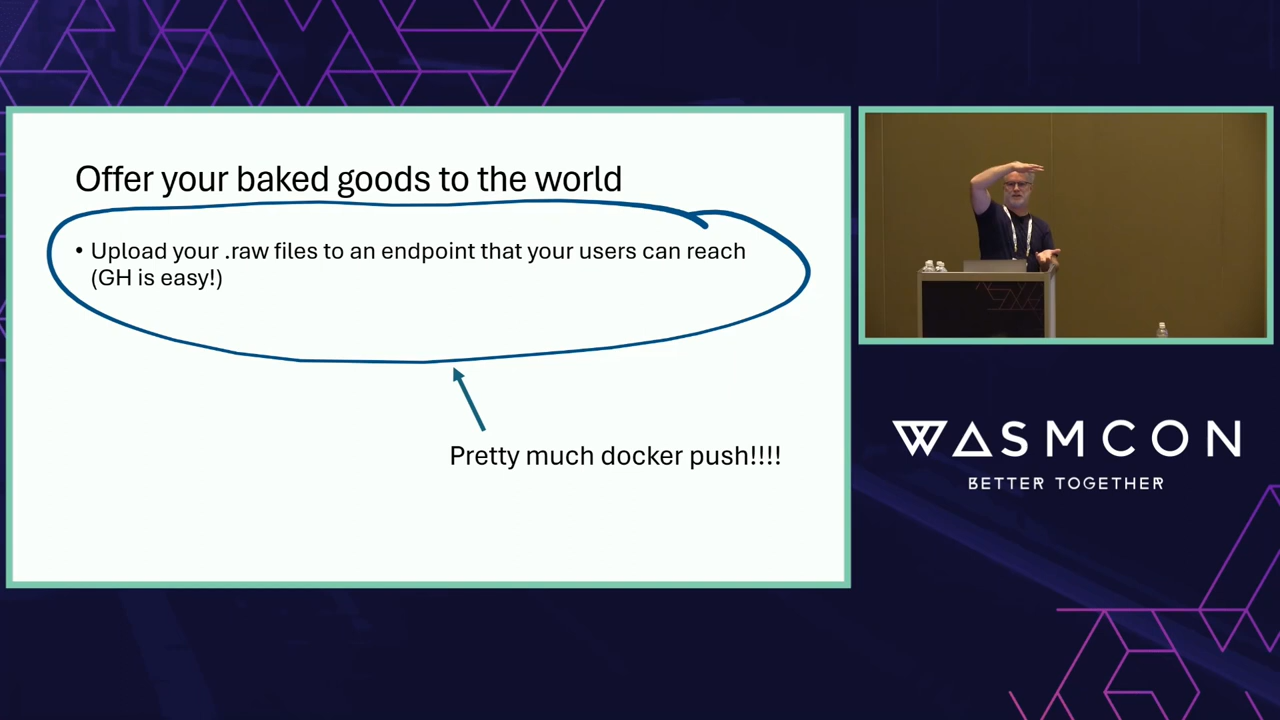 Offer your baked goods to the world
• Upload your .raw files to an endpoint that your users can reach
(GH is easy!)
Pretty much docker push!!!!
WASMCON
BETTER TOGETHER